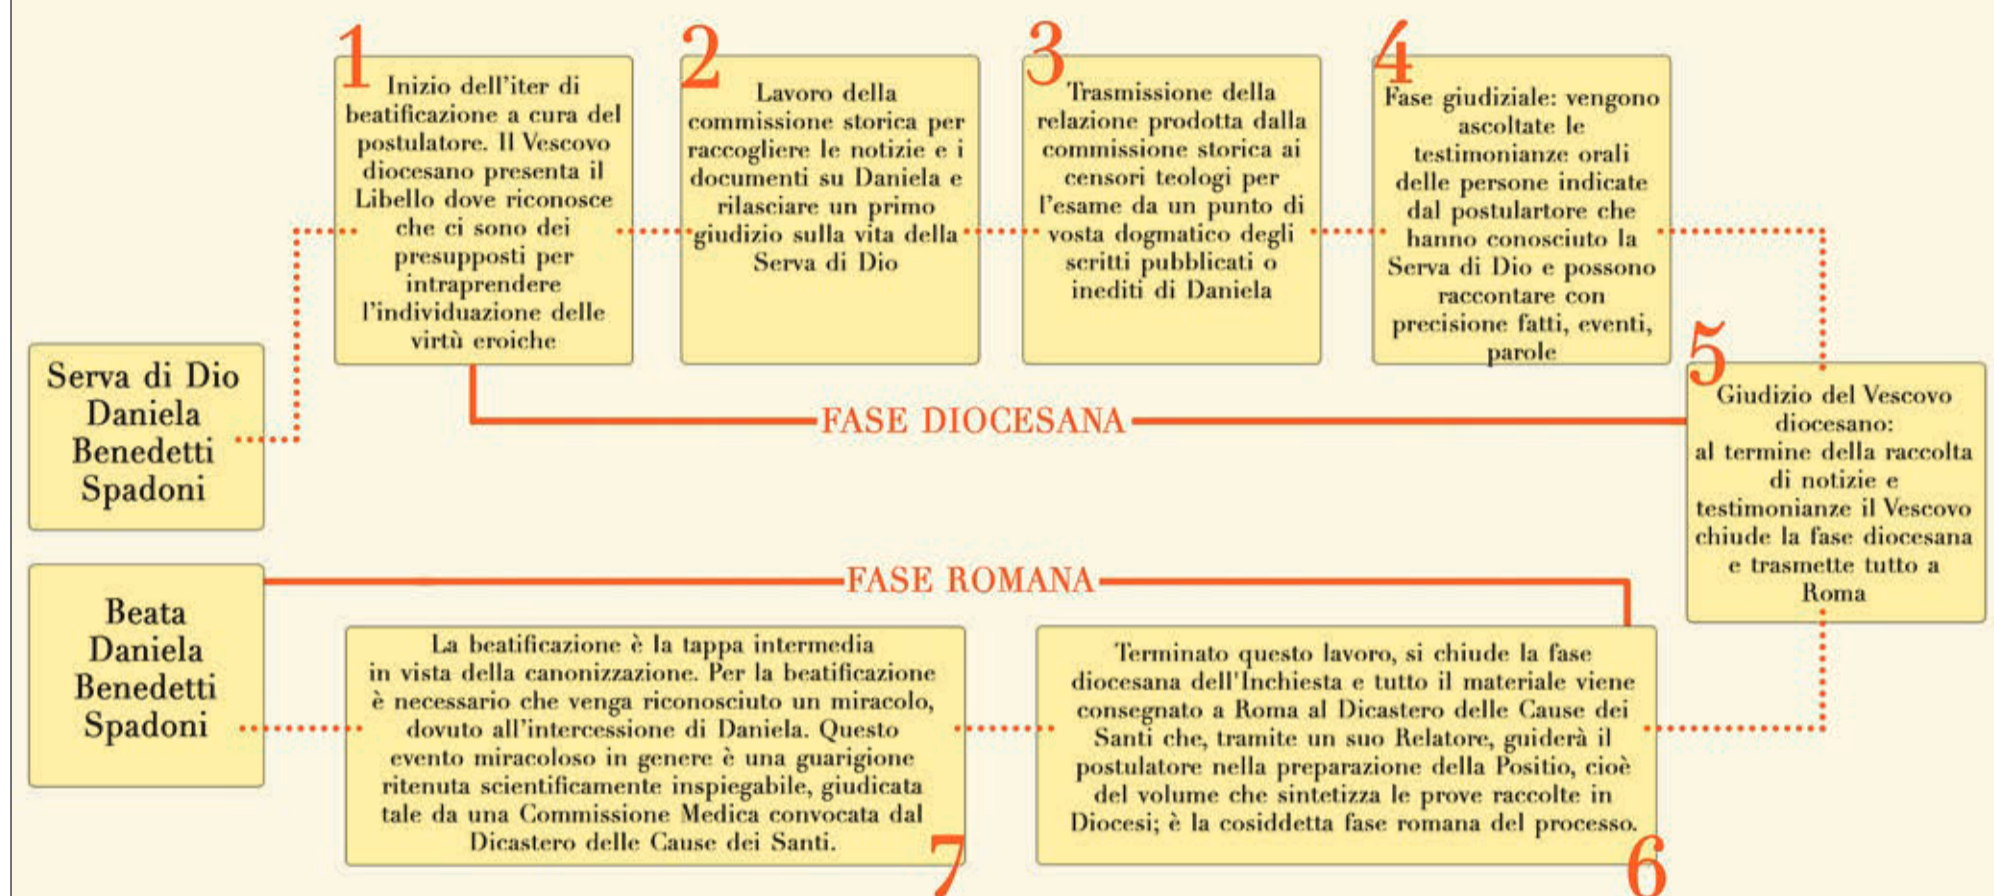 1
Inizio dell'iter di
beatificazione a cura del
postulatore. Il Vescovo
diocesano presenta il
Libello dove riconosce
che ci sono dei
presupposti per
intraprendere
l'individuazione delle
virtù eroiche
2
Lavoro della
commissione storica per
raccogliere le notizie e i
documenti su Daniela e
rilasciare un primo
giudizio sulla vita della
Serva di Dio
3
Trasmissione della
relazione prodotta dalla
commissione storica ai
censori teologi per
l'esame da un punto di
vosta dogmatico degli
scritti pubblicati o
inediti di Daniela
4
Fase giudiziale: vengono
ascoltate le
testimonianze orali
delle persone indicate
dal postulartore che
hanno conosciuto la
Serva di Dio e possono
raccontare con
precisione fatti, eventi,
parole
Serva di Dio
Daniela
Benedetti
Spadoni
FASE DIOCESANA
5
Giudizio del Vescovo
diocesano:
al termine della raccolta
di notizie e
testimonianze il Vescovo
chiude la fase diocesana
e trasmette tutto a
Roma
FASE ROMANA
Beata
Daniela
Benedetti
Spadoni
La beatificazione è la tappa intermedia
in vista della canonizzazione. Per la beatificazione
è necessario che venga riconosciuto un miracolo,
dovuto all'intercessione di Daniela. Questo
evento miracoloso in genere è una guarigione
ritenuta scientificamente inspiegabile, giudicata
tale da una Commissione Medica convocata dal
Dicastero delle Cause dei Santi.
7
Terminato questo lavoro, si chiude la fase
diocesana dell'Inchiesta e tutto il materiale viene
consegnato a Roma al Dicastero delle Cause dei
Santi che, tramite un suo Relatore, guiderà il
postulatore nella preparazione della Positio, cioè
del volume che sintetizza le prove raccolte in
Diocesi; è la cosiddetta fase romana del processo.
6